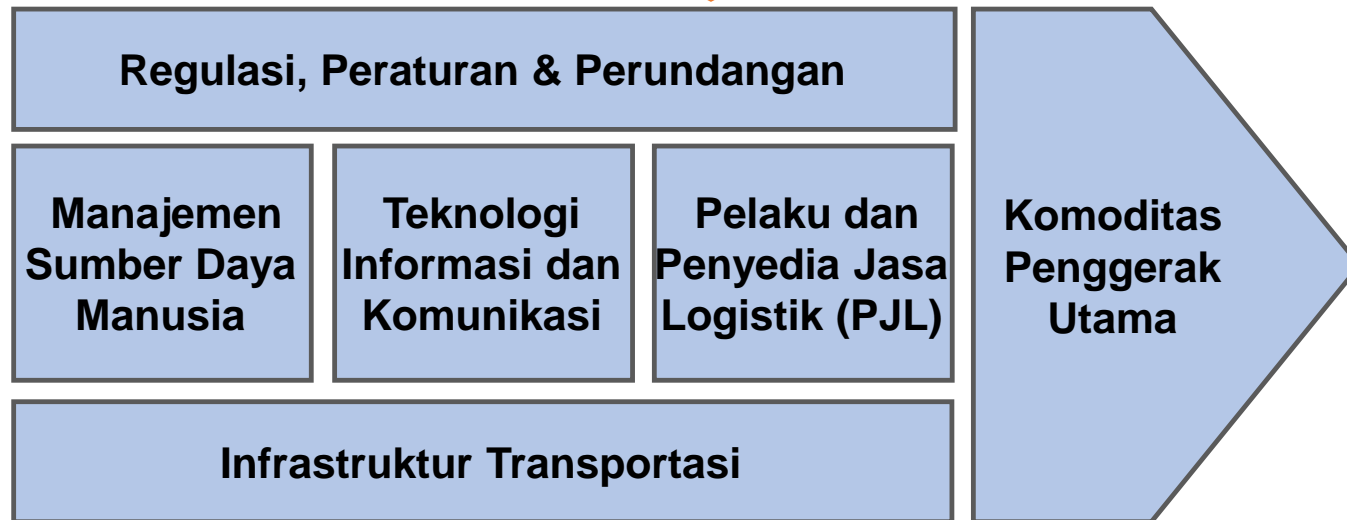 Regulasi, Peraturan & Perundangan
Manajemen
Sumber Daya
Manusia
Teknologi
Informasi dan
Komunikasi
Pelaku dan
Penyedia Jasa
Logistik (PJL)
Komoditas
Penggerak
Utama
Infrastruktur Transportasi